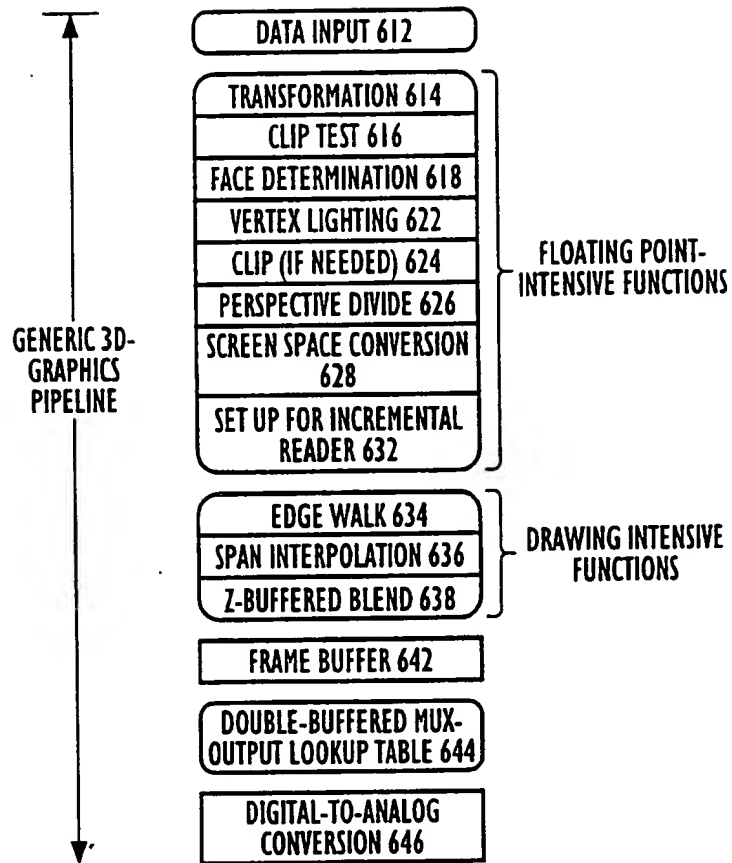 DATA INPUT 612
TRANSFORMATION 614
CLIP TEST 616
FACE DETERMINATION 618
VERTEX LIGHTING 622
CLIP (IF NEEDED) 624
PERSPECTIVE DIVIDE 626
SCREEN SPACE CONVERSION
628
SET UP FOR INCREMENTAL
READER 632
FLOATING POINT-
INTENSIVE FUNCTIONS
GENERIC 3D-
GRAPHICS
PIPELINE
EDGE WALK 634
SPAN INTERPOLATION 636
Z-BUFFERED BLEND 638
DRAWING INTENSIVE
FUNCTIONS
FRAME BUFFER 642
DOUBLE-BUFFERED MUX-
OUTPUT LOOKUP TABLE 644
DIGITAL-TO-ANALOG
CONVERSION 646